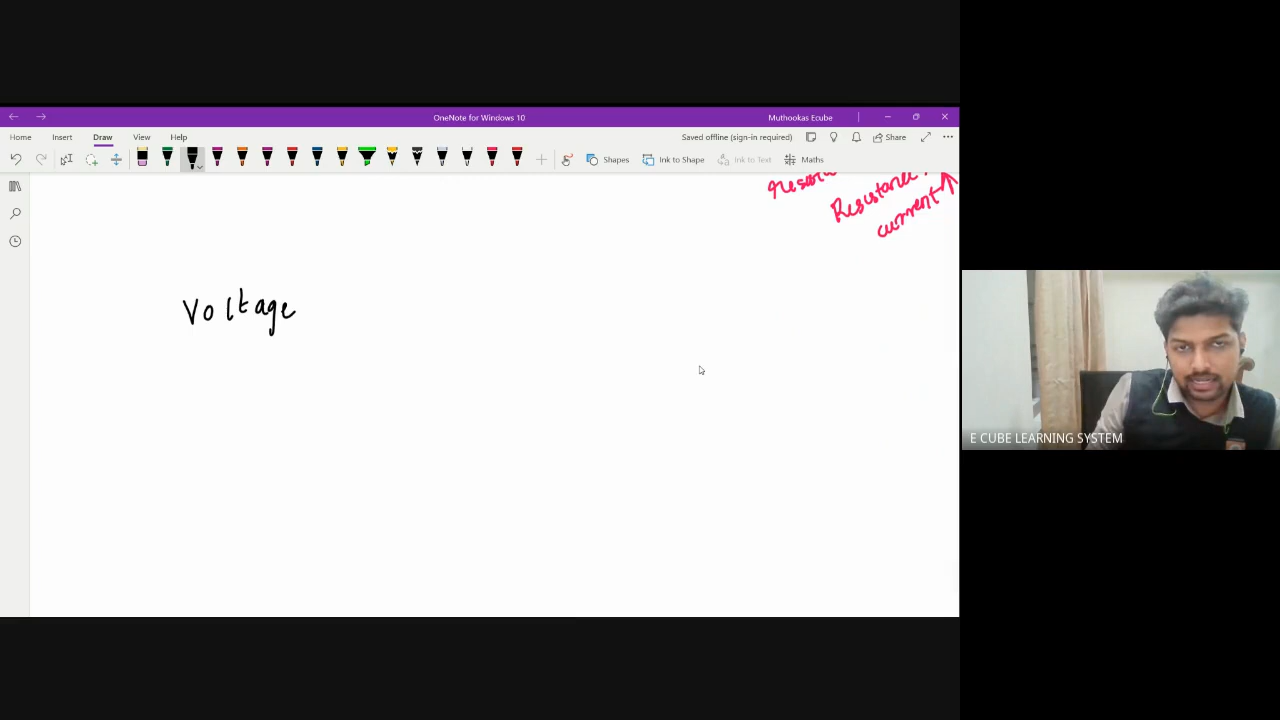 OneNote for Windows 10
Muthookas Ecube
Home Insert Draw View Help
Saved offline (sign-in required)
Share
Shapes
Ink to Shape
Ink to Text
Maths
Resistance
current
Voltage
E CUBE LEARNING SYSTEM